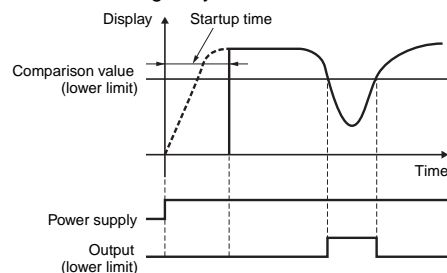 Display
Startup time
Comparison value
(lower limit)
Time
Power supply
Output
(lower limit)